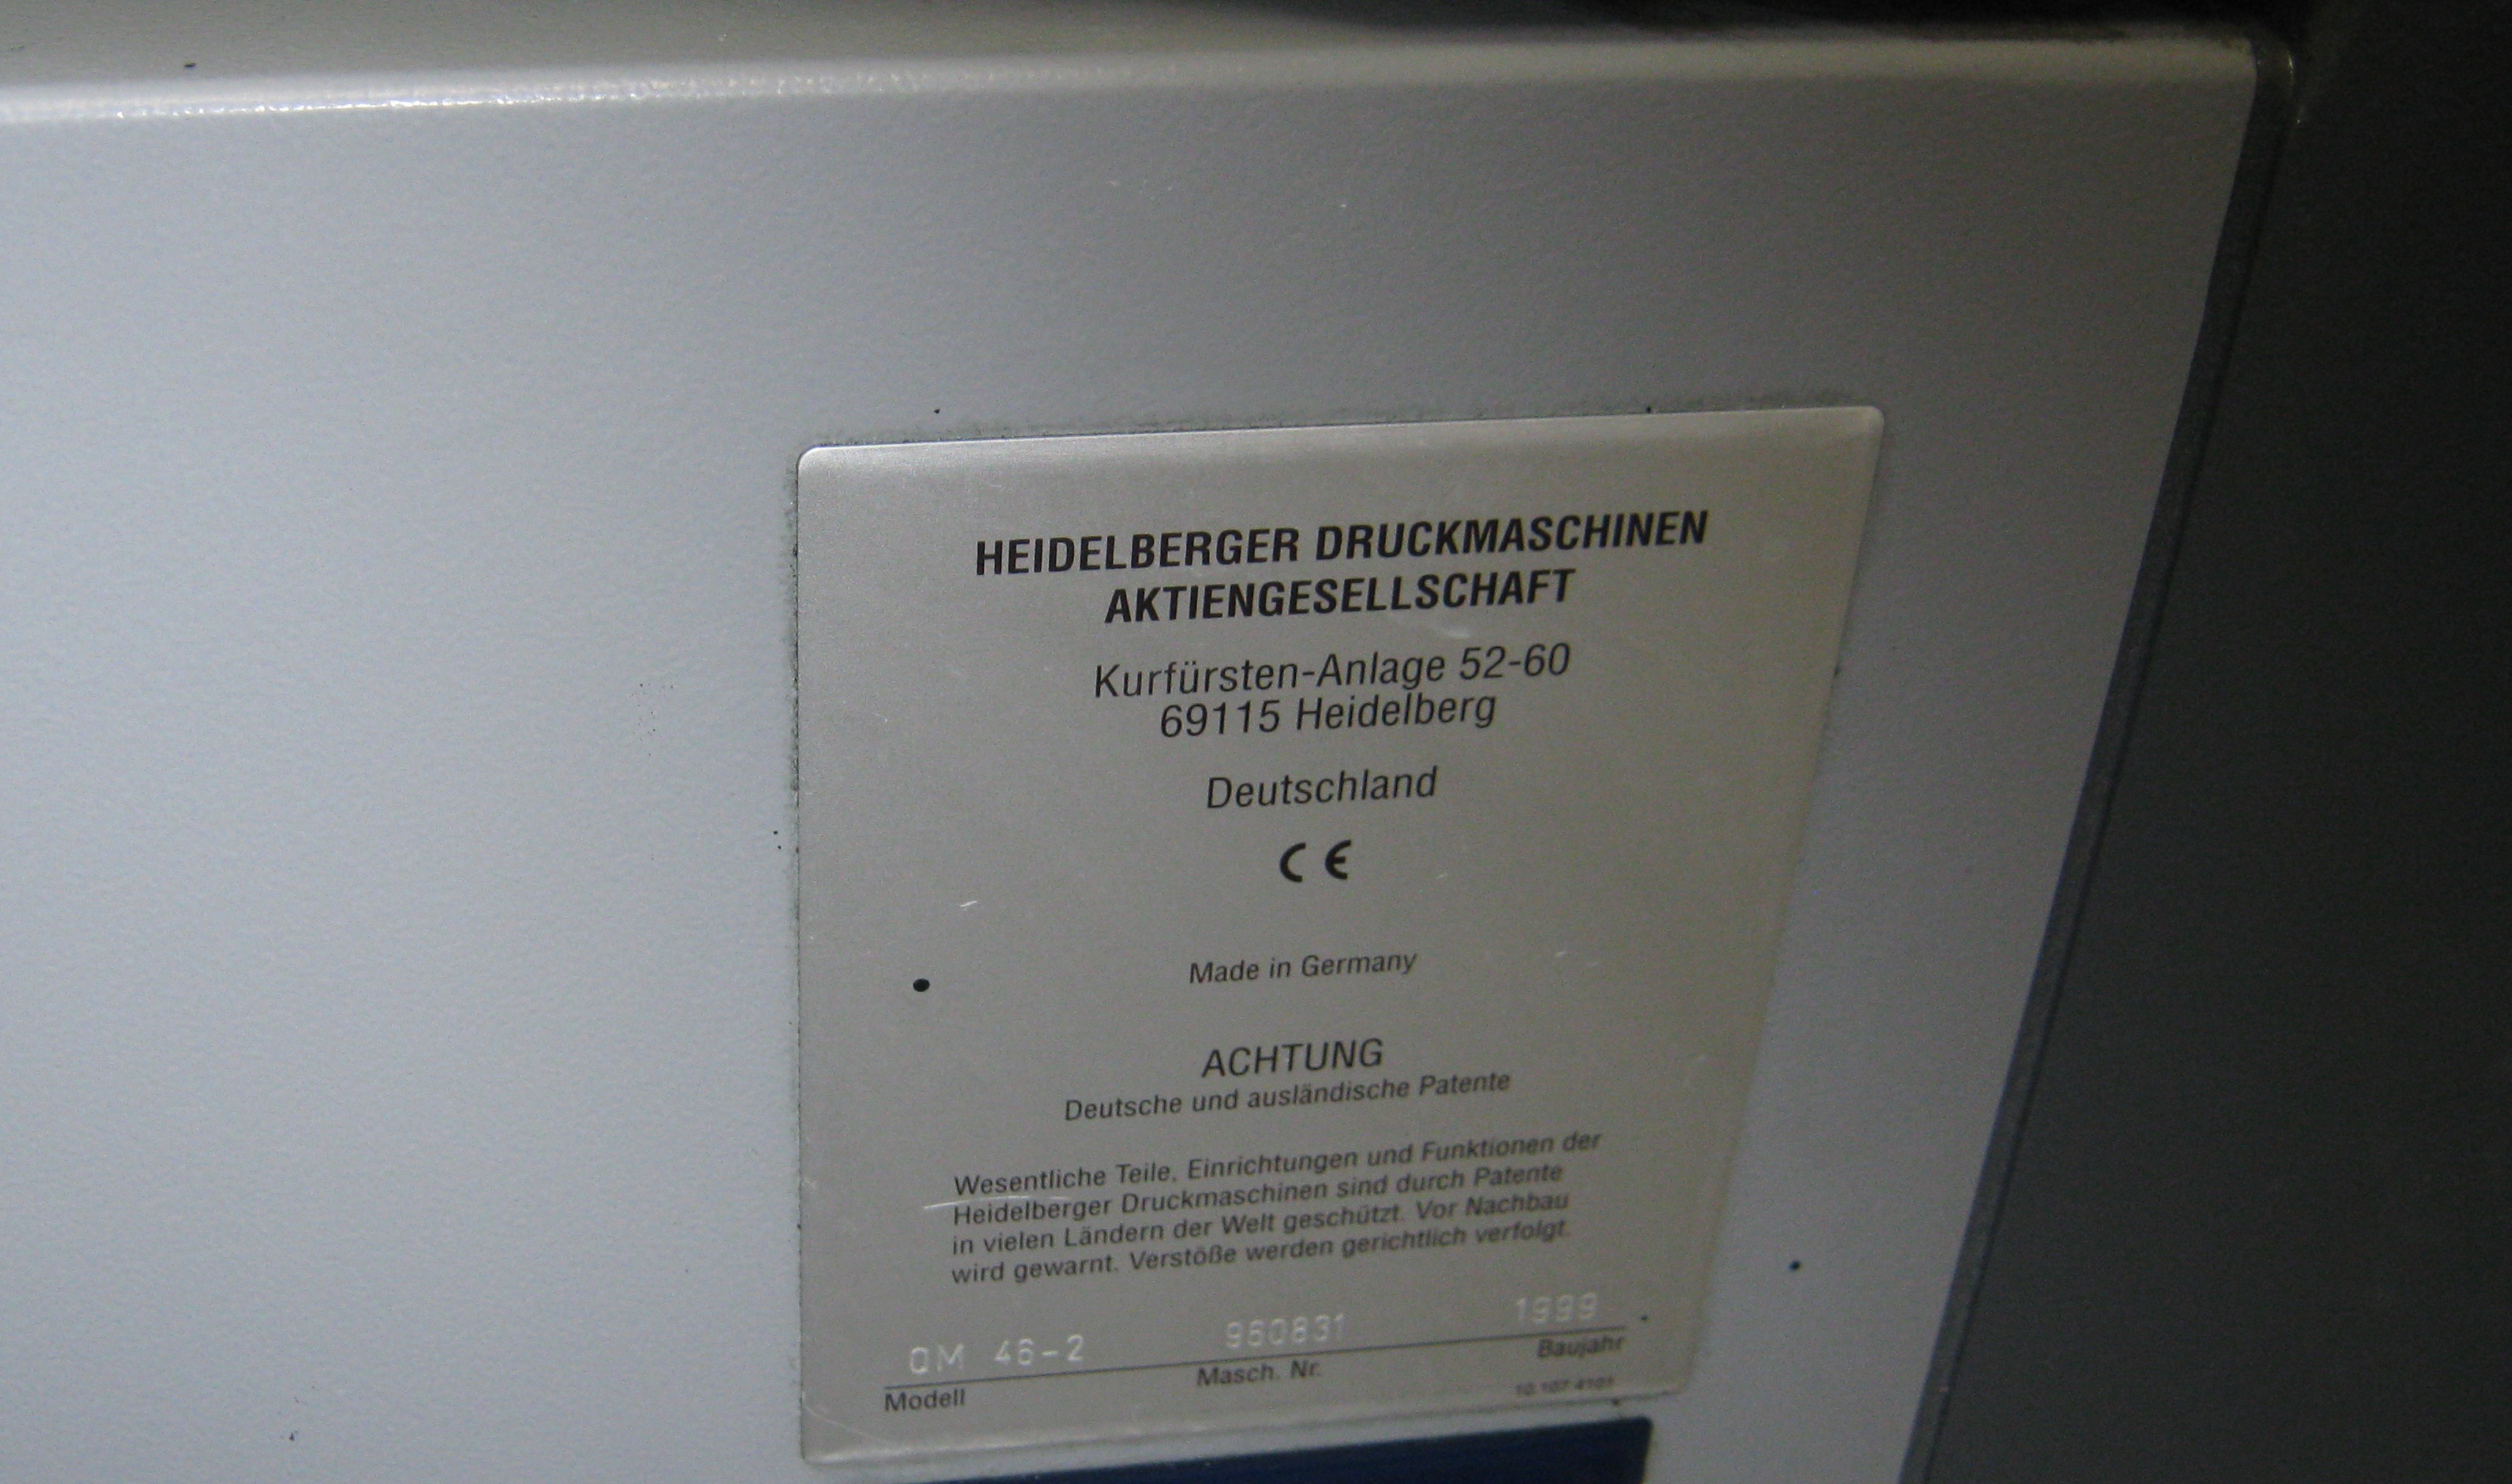 HEIDELBERGER DRUCKMASCHINEN
AKTIENGESELLSCHAFT
Kurfürsten-Anlage 52-60
69115 Heidelberg
Deutschland
CE
Made in Germany
ACHTUNG
Deutsche und ausländische Patente
Wesentliche Teile, Einrichtungen und Funktionen der
Heidelberger Druckmaschinen sind durch Patente
in vielen Ländern der Welt geschützt. Vor Nachbau
wird gewarnt. Verstöße werden gerichtlich verfolgt.
QM 46-2 960831 1999
Modell Masch. Nr. Baujahr